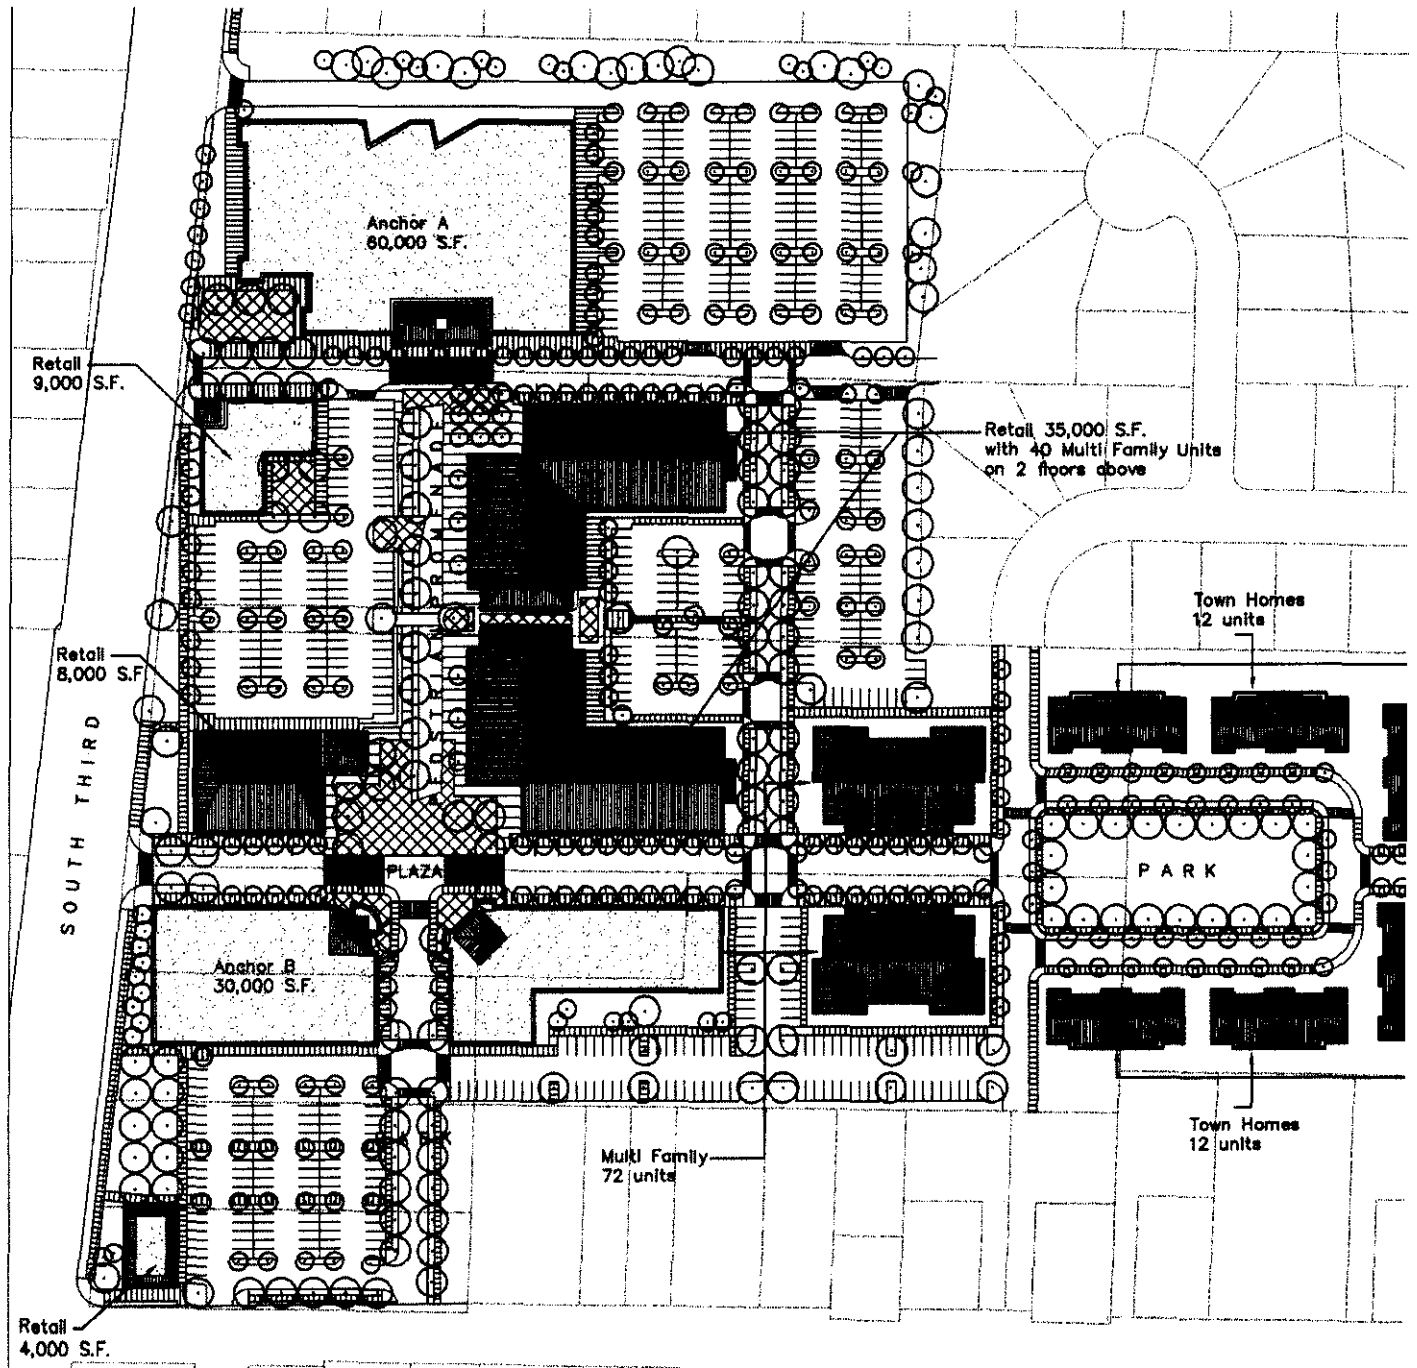 Anchor A
60,000 S.F.
Retail
9,000 S.F.
Retail 35,000 S.F.
with 40 Multi Family Units
on 2 floors above
PEDESTRIAN PROMENADE
Town Homes
12 units
Retail
8,000 S.F.
SOUTH THIRD
PLAZA
PARK
Anchor B
30,000 S.F.
Multi Family
72 units
Town Homes
12 units
Retail
4,000 S.F.